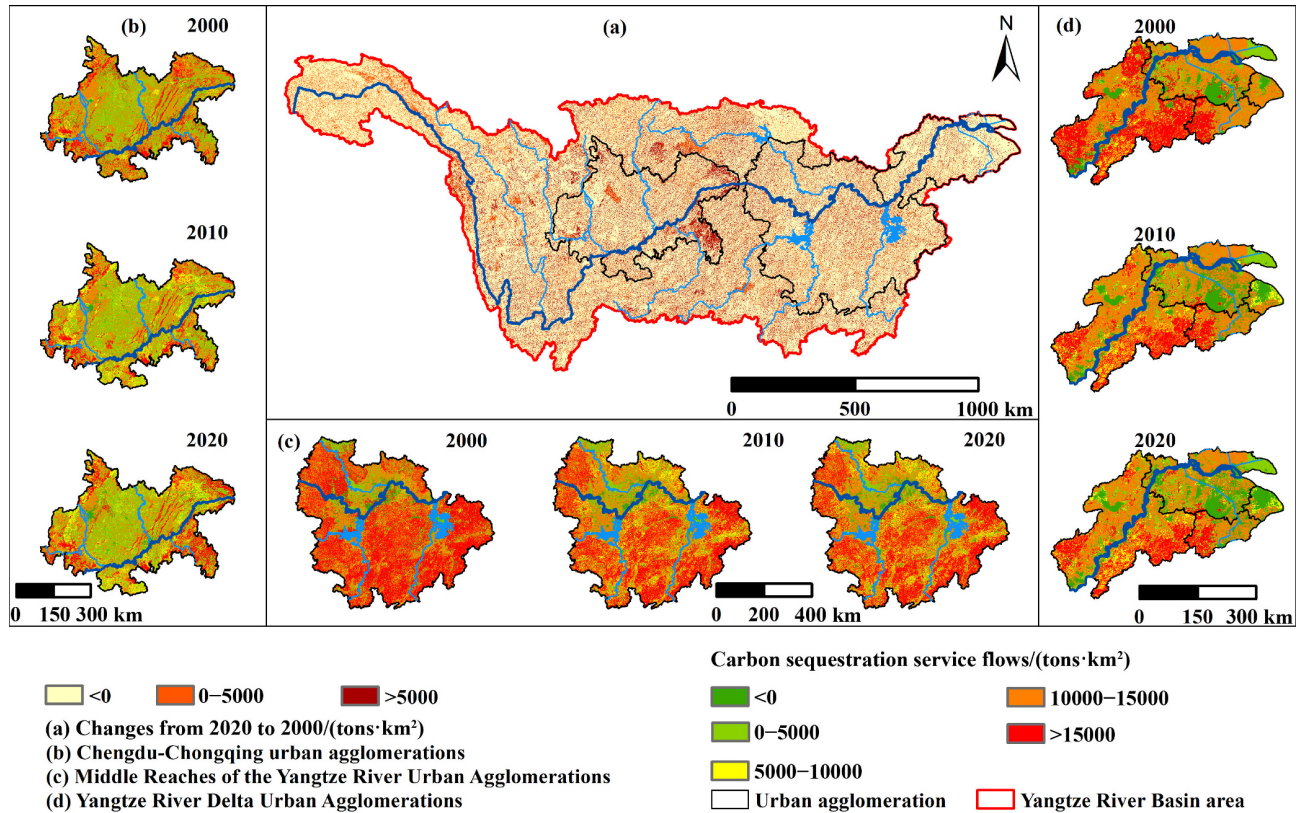 (b)
2000
2010
2020
0 150 300 km
(a)
N
0 500 1000 km
(c)
2000
2010
2020
0 200 400 km
(d)
2000
2010
2020
0 150 300 km
<0
0−5000
>5000
(a) Changes from 2020 to 2000/(tons·km²)
(b) Chengdu-Chongqing urban agglomerations
(c) Middle Reaches of the Yangtze River Urban Agglomerations
(d) Yangtze River Delta Urban Agglomerations
Carbon sequestration service flows/(tons·km²)
<0
10000−15000
0−5000
>15000
5000−10000
Urban agglomeration
Yangtze River Basin area